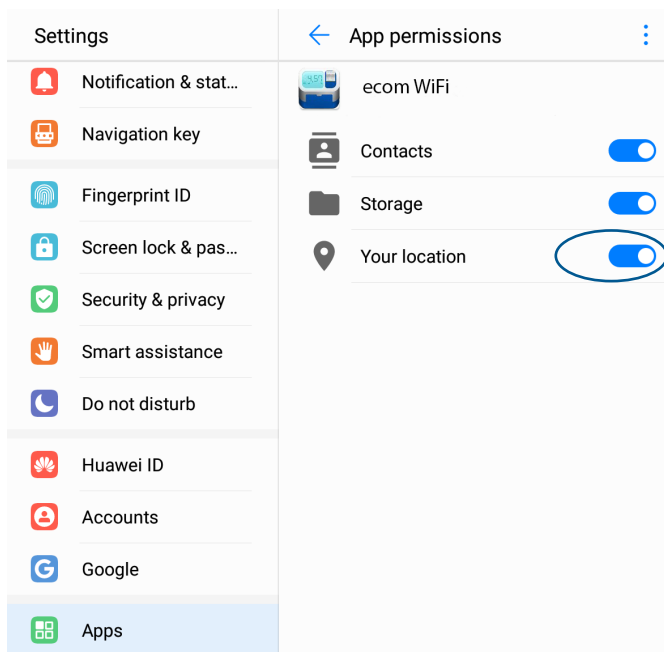 Settings
Notification & stat...
Navigation key
Fingerprint ID
Screen lock & pas...
Security & privacy
Smart assistance
Do not disturb
Huawei ID
Accounts
Google
Apps
App permissions
ecom WiFi
Contacts
Storage
Your location